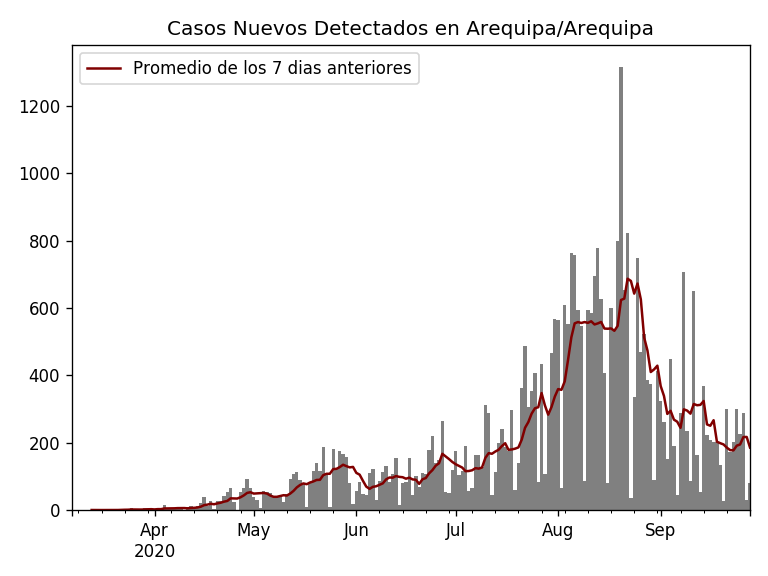 Casos Nuevos Detectados en Arequipa/Arequipa
Promedio de los 7 dias anteriores
1200
1000
800
600
400
200
0
Apr
2020
May
Jun
Jul
Aug
Sep